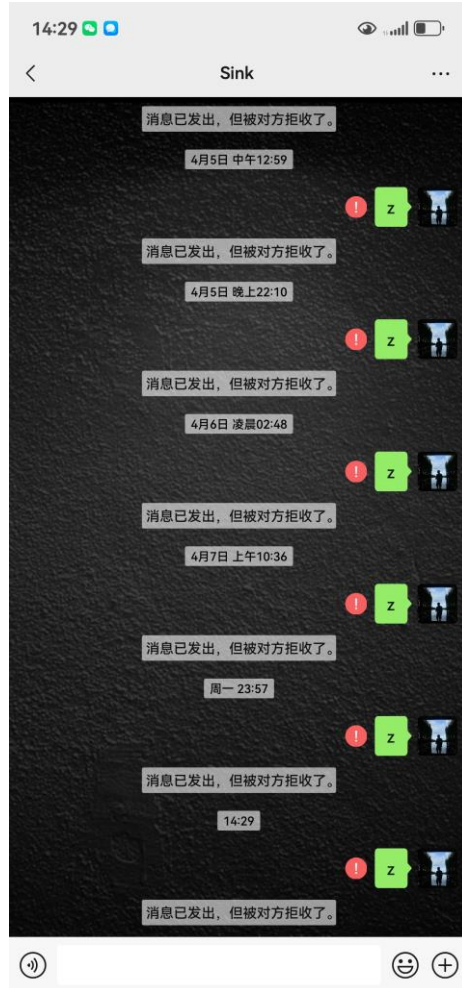 14:29
Sink
消息已发出，但被对方拒收了。
4月5日 中午12:59
z
消息已发出，但被对方拒收了。
4月5日 晚上22:10
z
消息已发出，但被对方拒收了。
4月6日 凌晨02:48
z
消息已发出，但被对方拒收了。
4月7日 上午10:36
z
消息已发出，但被对方拒收了。
周一 23:57
z
消息已发出，但被对方拒收了。
14:29
z
消息已发出，但被对方拒收了。